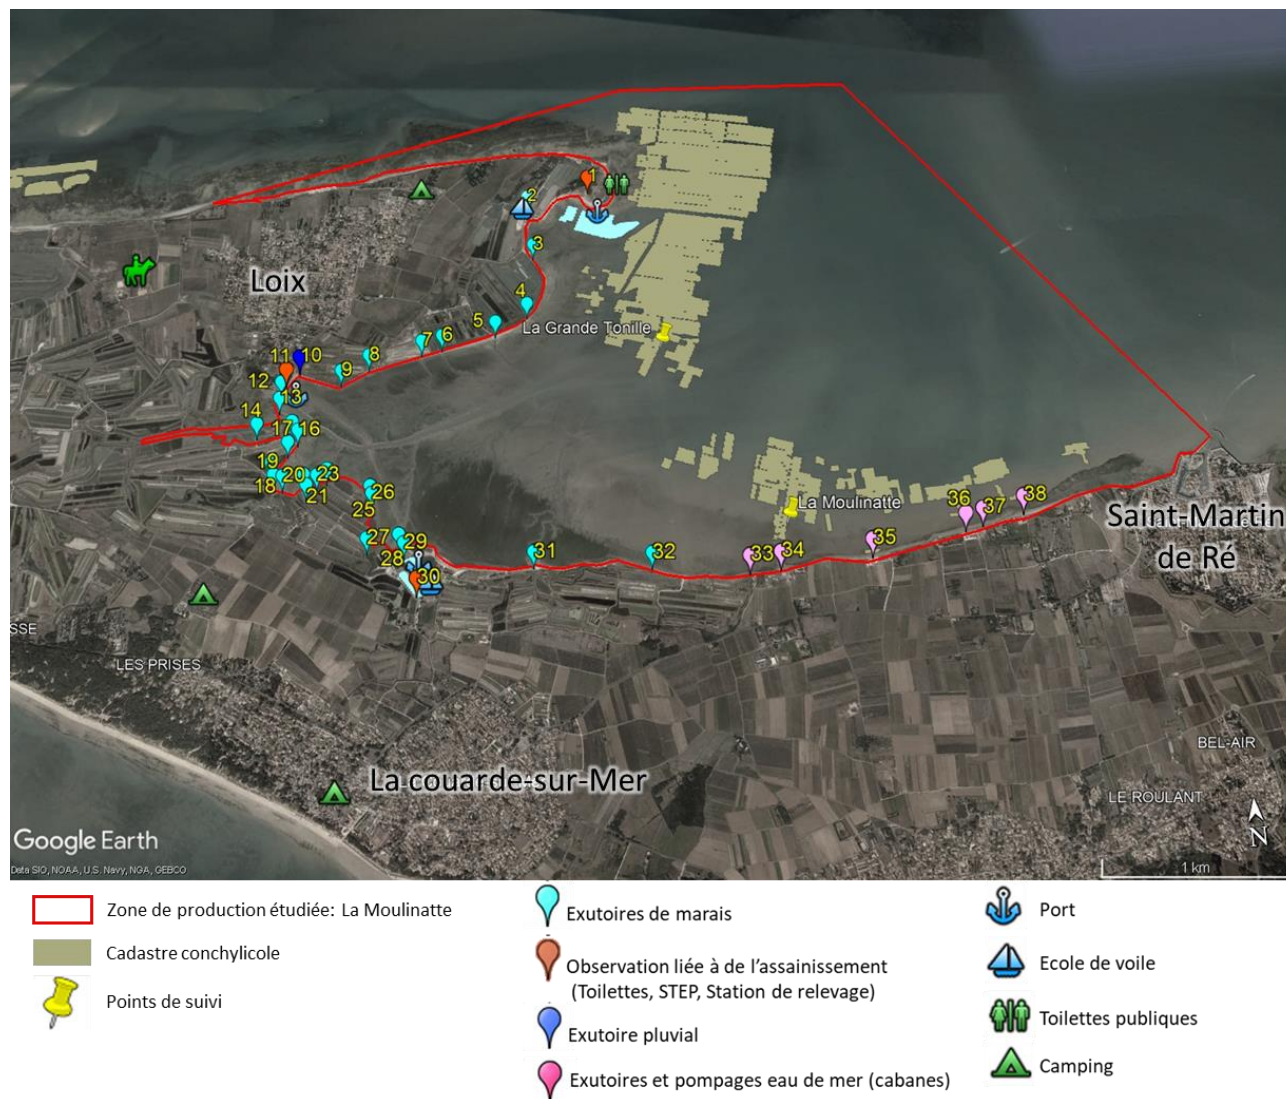 1
2
3
Loix
4
5
La Grande Tonille
6
7
8
9
10
11
12
13
14
16
17
19
18
20
23
21
26
25
27
28
29
30
31
32
33
34
35
36
37
38
La Moulinatte
Saint-Martin
de Ré
SSE
LES PRISES
La couarde-sur-Mer
BEL-AIR
LE ROULANT
N
1 km
Google Earth
Data SIO, NOAA, U.S. Navy, NGA, GEBCO
Zone de production étudiée: La Moulinatte
Cadastre conchylicole
Points de suivi
Exutoires de marais
Observation liée à de l'assainissement
(Toilettes, STEP, Station de relevage)
Exutoire pluvial
Exutoires et pompages eau de mer (cabanes)
Port
Ecole de voile
Toilettes publiques
Camping